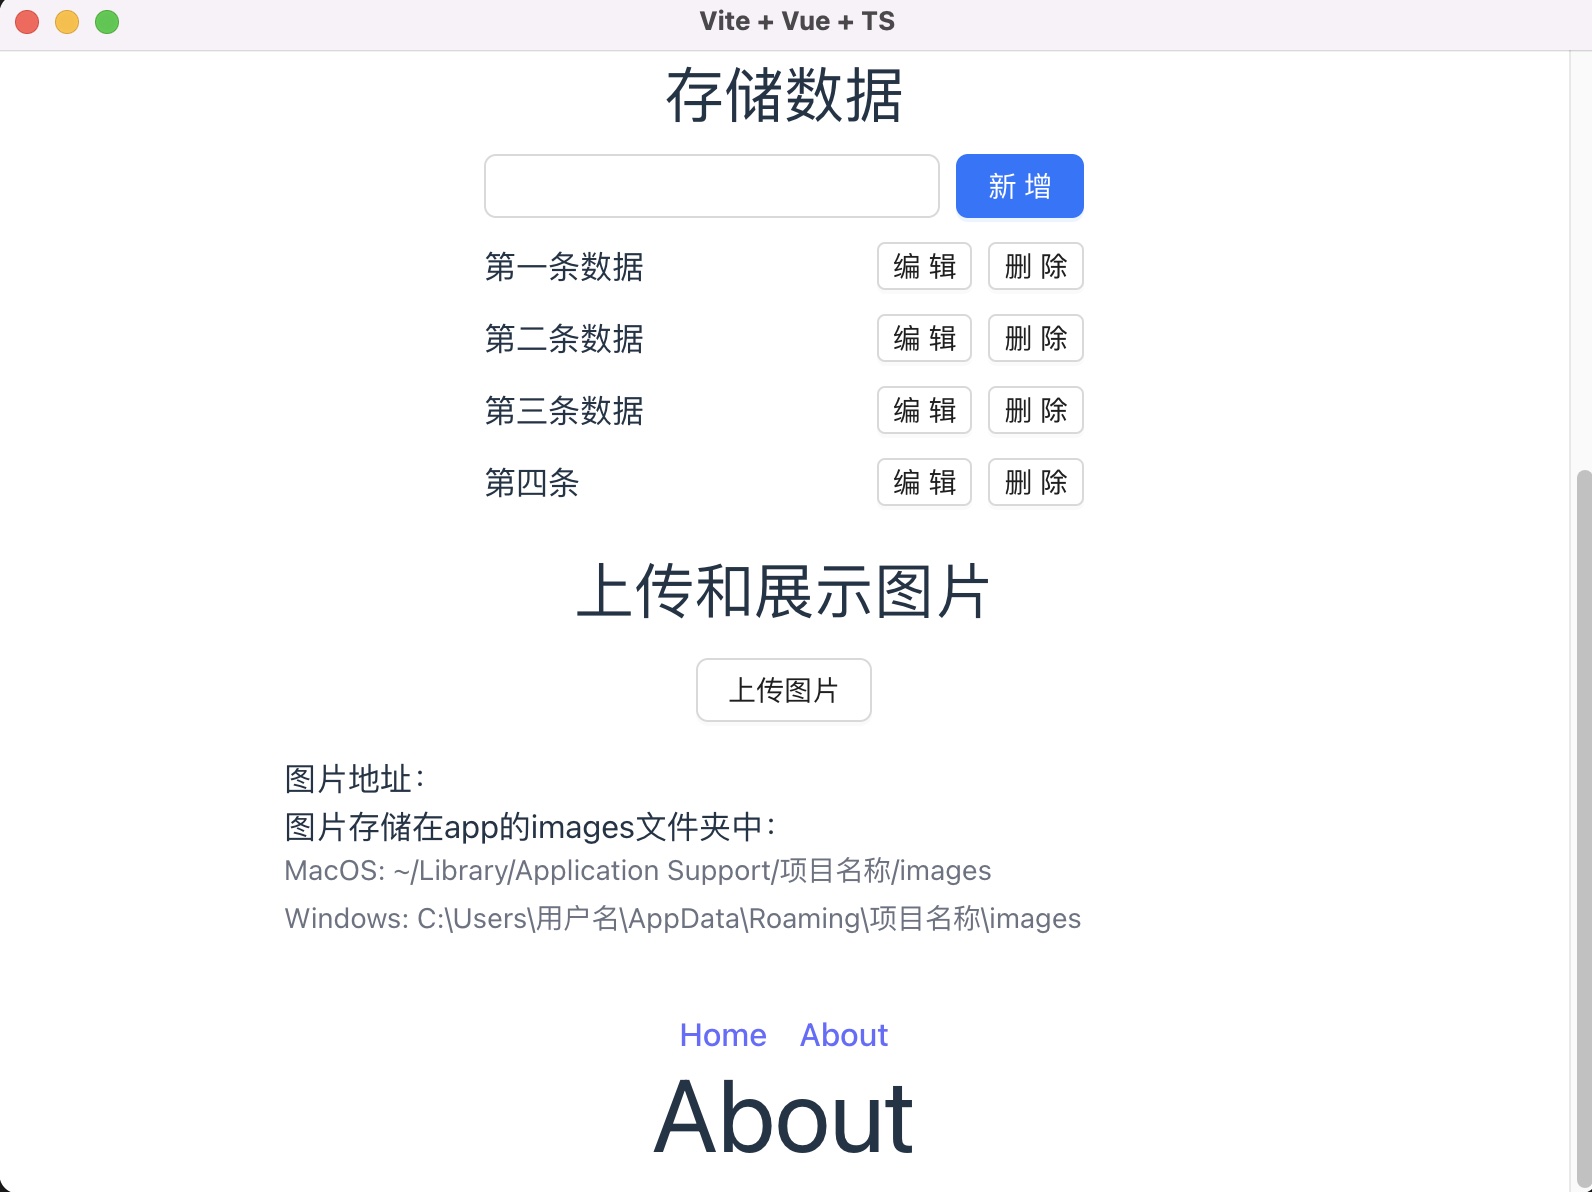 Vite + Vue + TS
存储数据
新 增
第一条数据 编 辑 删 除
第二条数据 编 辑 删 除
第三条数据 编 辑 删 除
第四条 编 辑 删 除
上传和展示图片
上传图片
图片地址：
图片存储在app的images文件夹中：
MacOS: ~/Library/Application Support/项目名称/images
Windows: C:\Users\用户名\AppData\Roaming\项目名称\images
Home About
About